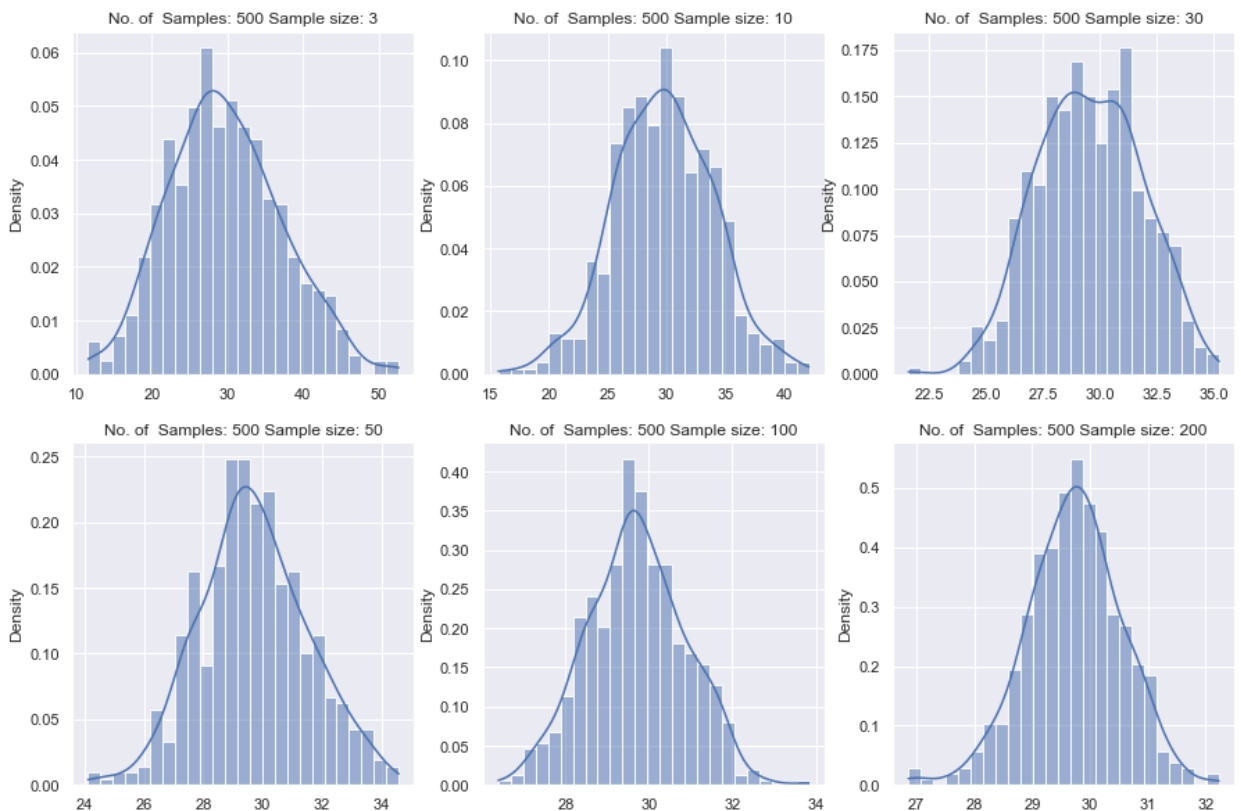 No. of  Samples: 500 Sample size: 3
0.06
0.05
0.04
0.03
0.02
0.01
0.00
Density
10 20 30 40 50
No. of  Samples: 500 Sample size: 10
0.10
0.08
0.06
0.04
0.02
0.00
Density
15 20 25 30 35 40
No. of  Samples: 500 Sample size: 30
0.175
0.150
0.125
0.100
0.075
0.050
0.025
0.000
Density
22.5 25.0 27.5 30.0 32.5 35.0
No. of  Samples: 500 Sample size: 50
0.25
0.20
0.15
0.10
0.05
0.00
Density
24 26 28 30 32 34
No. of  Samples: 500 Sample size: 100
0.40
0.35
0.30
0.25
0.20
0.15
0.10
0.05
0.00
Density
28 30 32 34
No. of  Samples: 500 Sample size: 200
0.5
0.4
0.3
0.2
0.1
0.0
Density
27 28 29 30 31 32